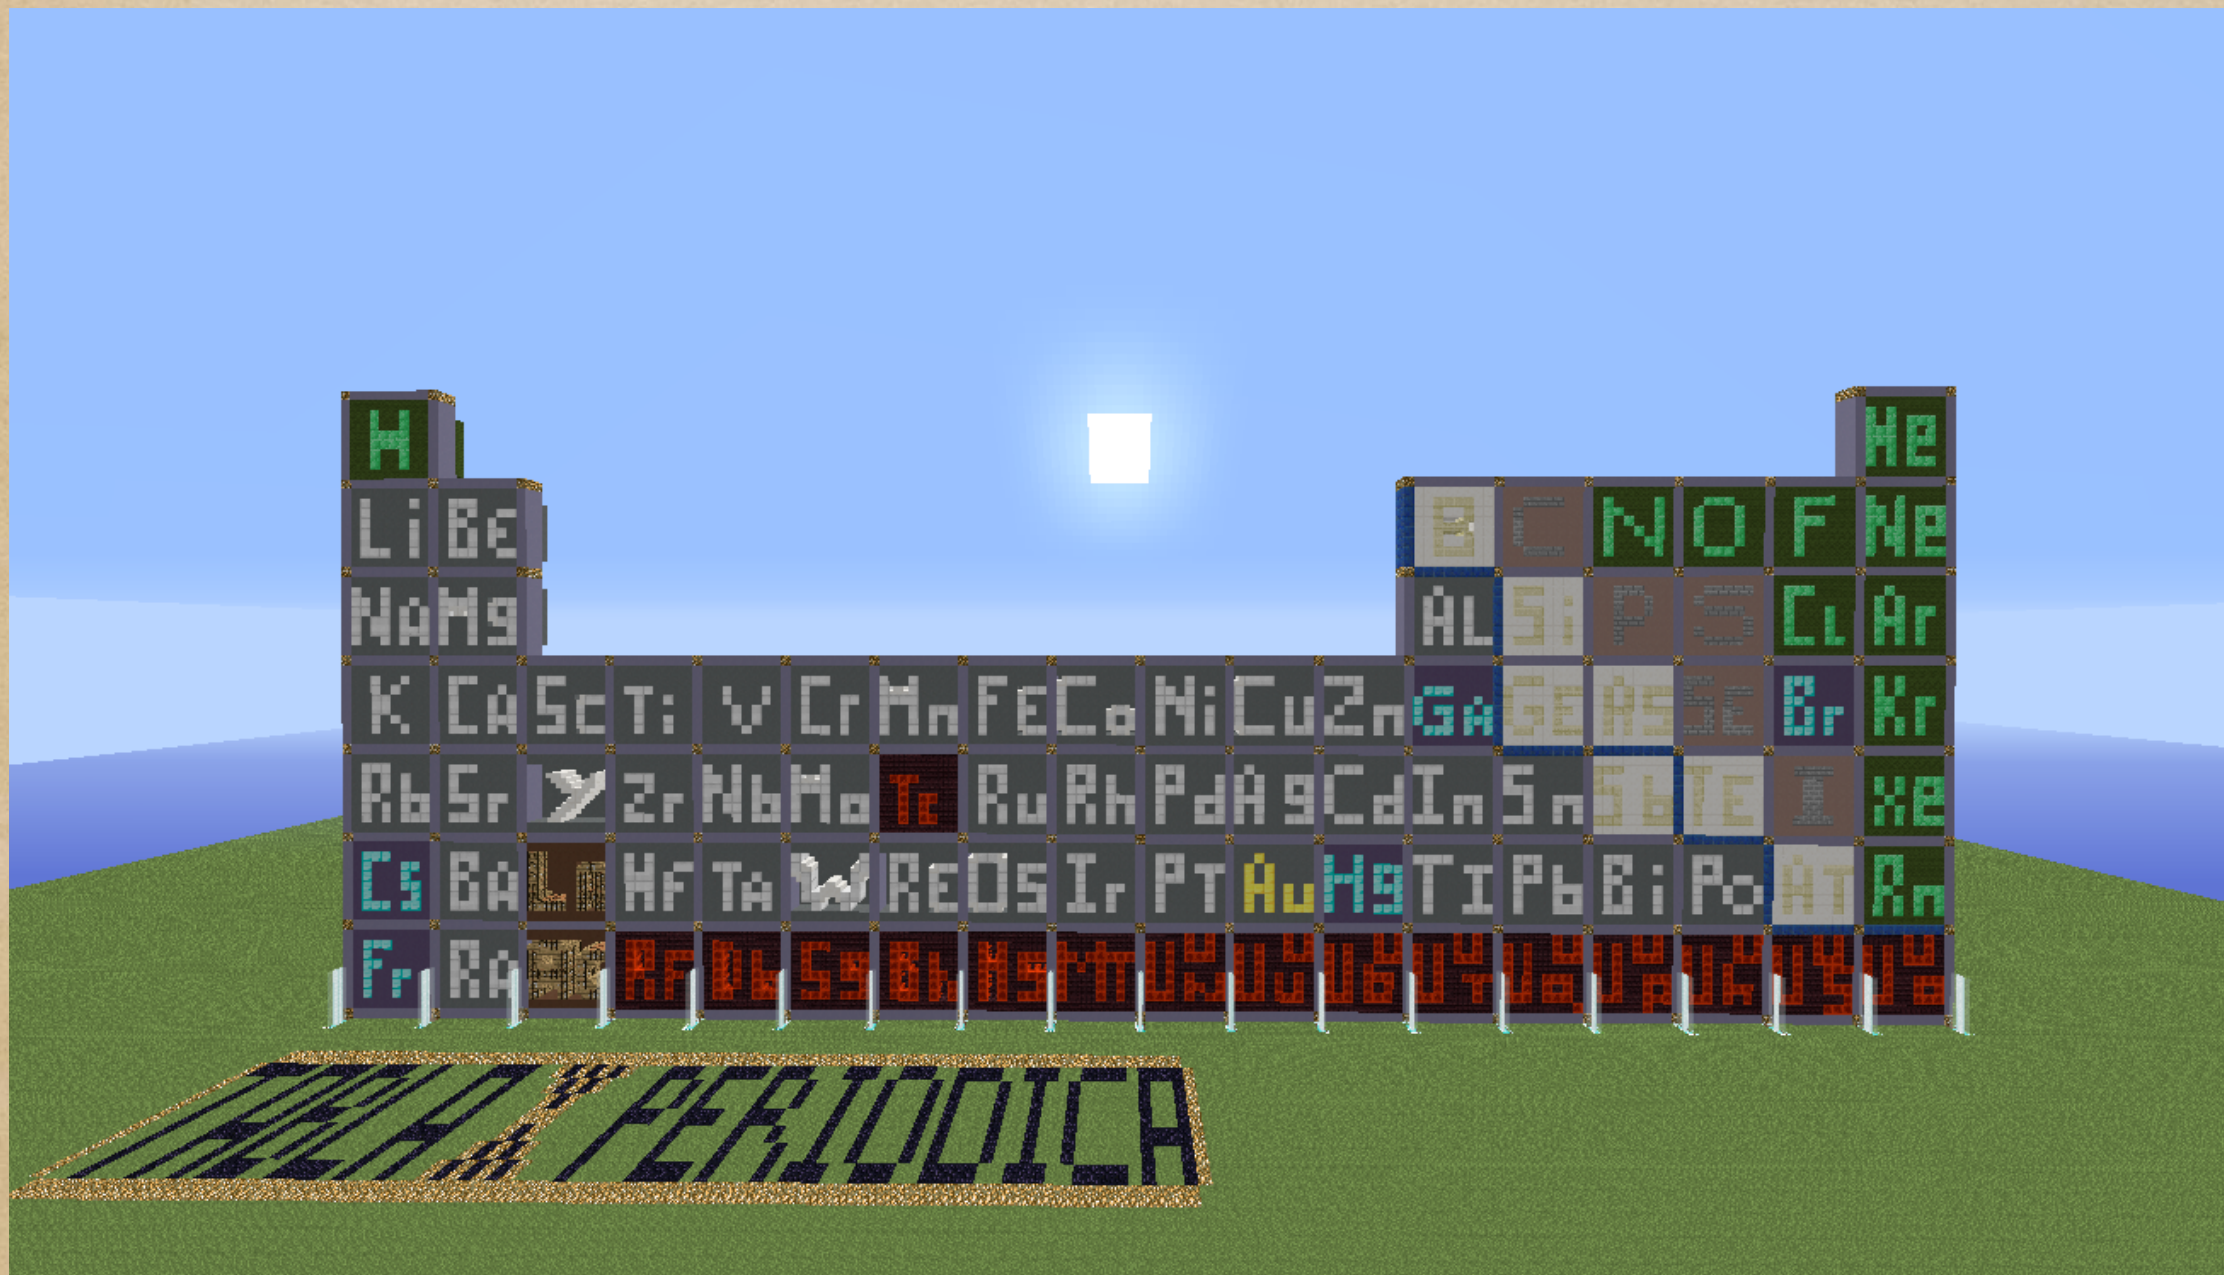 H He
Li Be B C N O F Ne
Na Mg AL Si P S CL Ar
K CA Sc Ti V Cr Mn FE Co Ni Cu Zn GA GE AS SE Br Kr
Rb Sr Y Zr Nb Mo Tc Ru Rh Pd Ag Cd In Sn Sb TE I Xe
Cs BA HF TA W RE OS Ir PT Au Hg TI Pb Bi Po AT Rn
Fr RA RF Db Sg Bh Hs
TABLA PERIODICA